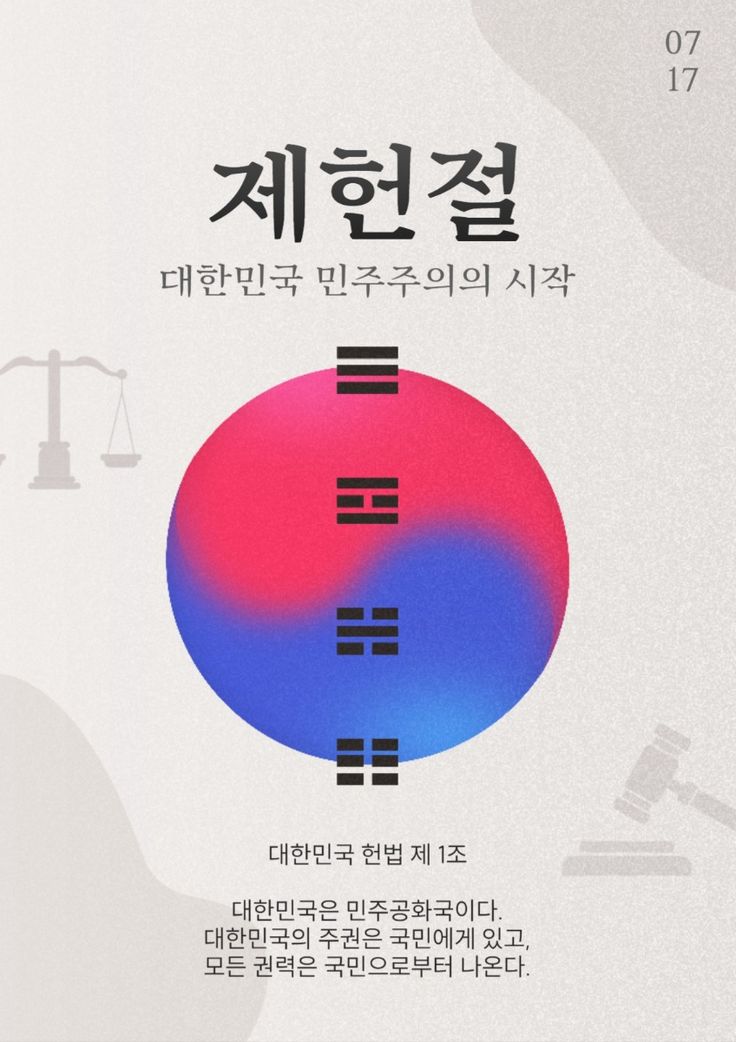 07
17
제헌절
대한민국 민주주의의 시작
대한민국 헌법 제 1조
대한민국은 민주공화국이다.
대한민국의 주권은 국민에게 있고,
모든 권력은 국민으로부터 나온다.